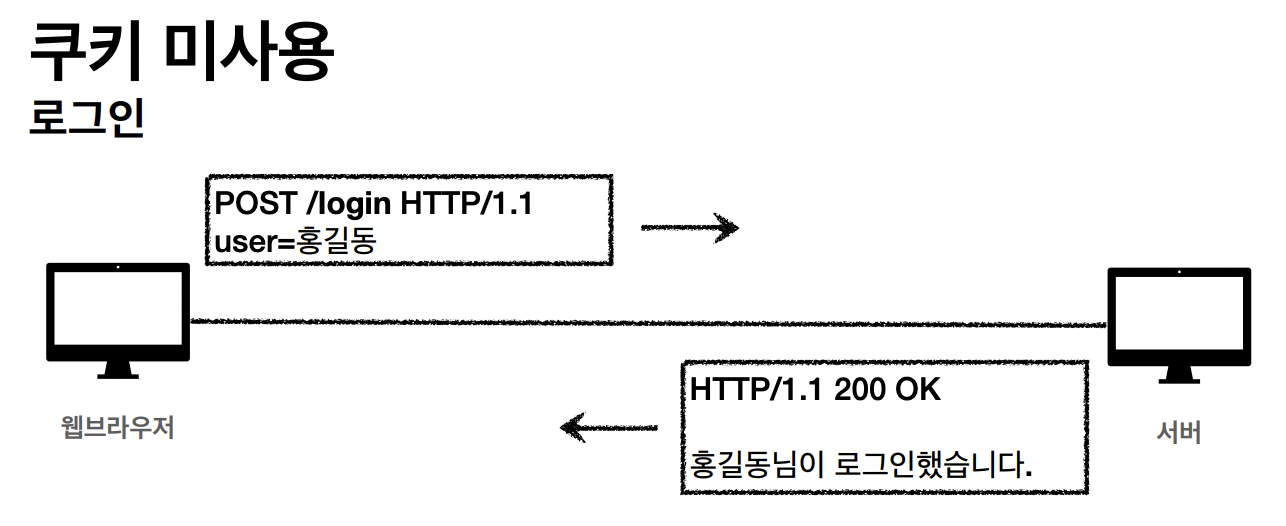 쿠키 미사용
로그인
POST /login HTTP/1.1
user=홍길동
웹브라우저
HTTP/1.1 200 OK
홍길동님이 로그인했습니다.
서버